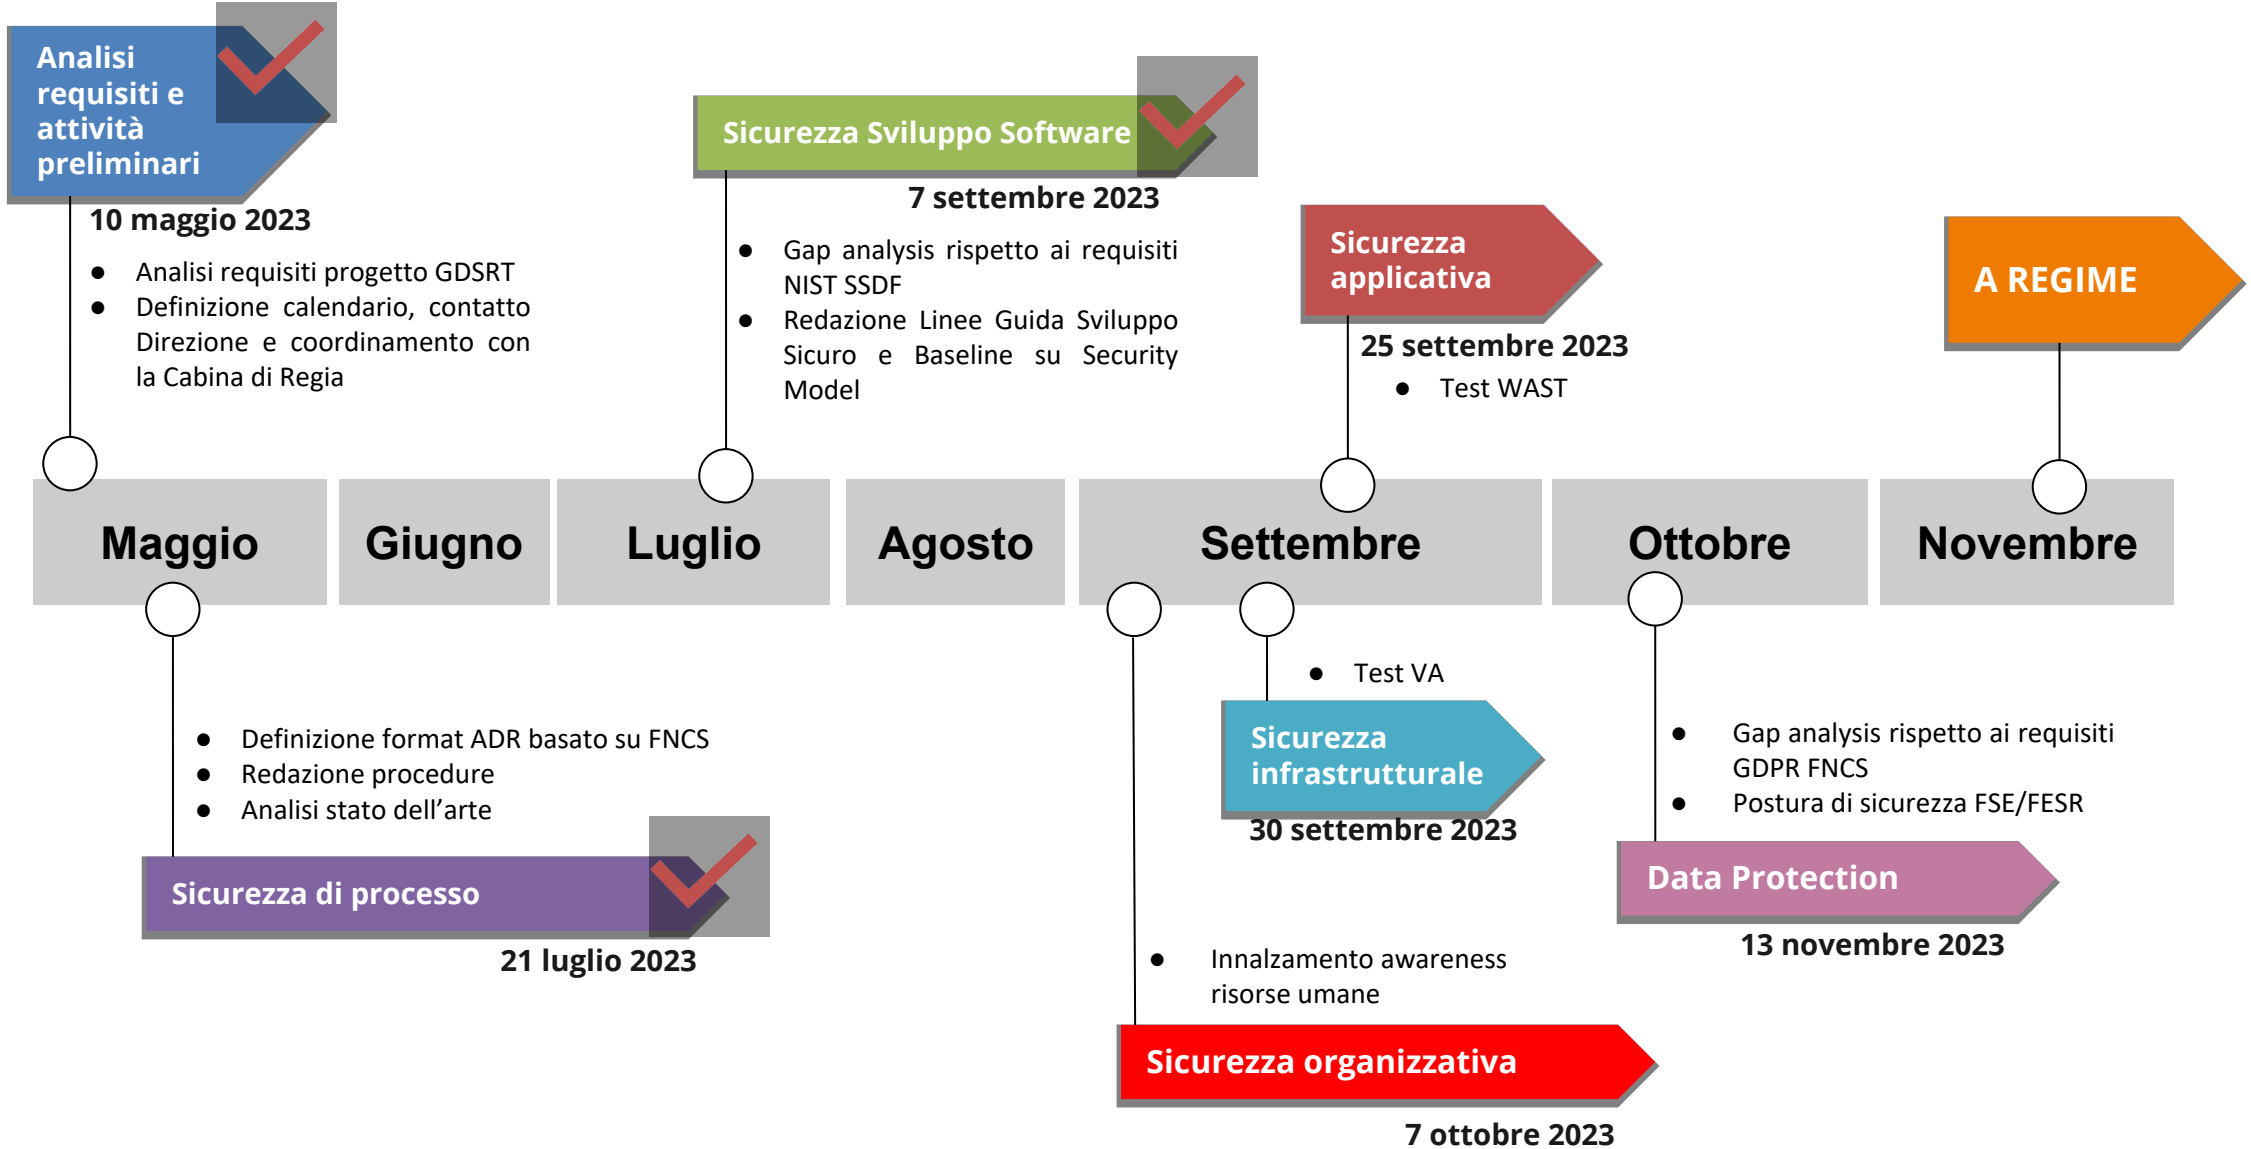 Analisi
requisiti e
attività
preliminari
10 maggio 2023
● Analisi requisiti progetto GDSRT
● Definizione calendario, contatto
Direzione e coordinamento con
la Cabina di Regia
Sicurezza Sviluppo Software
7 settembre 2023
● Gap analysis rispetto ai requisiti
NIST SSDF
● Redazione Linee Guida Sviluppo
Sicuro e Baseline su Security
Model
Sicurezza
applicativa
25 settembre 2023
● Test WAST
A REGIME
Maggio
Giugno
Luglio
Agosto
Settembre
Ottobre
Novembre
● Definizione format ADR basato su FNCS
● Redazione procedure
● Analisi stato dell’arte
Sicurezza di processo
21 luglio 2023
● Test VA
Sicurezza
infrastrutturale
30 settembre 2023
● Innalzamento awareness
risorse umane
Sicurezza organizzativa
7 ottobre 2023
● Gap analysis rispetto ai requisiti
GDPR FNCS
● Postura di sicurezza FSE/FESR
Data Protection
13 novembre 2023